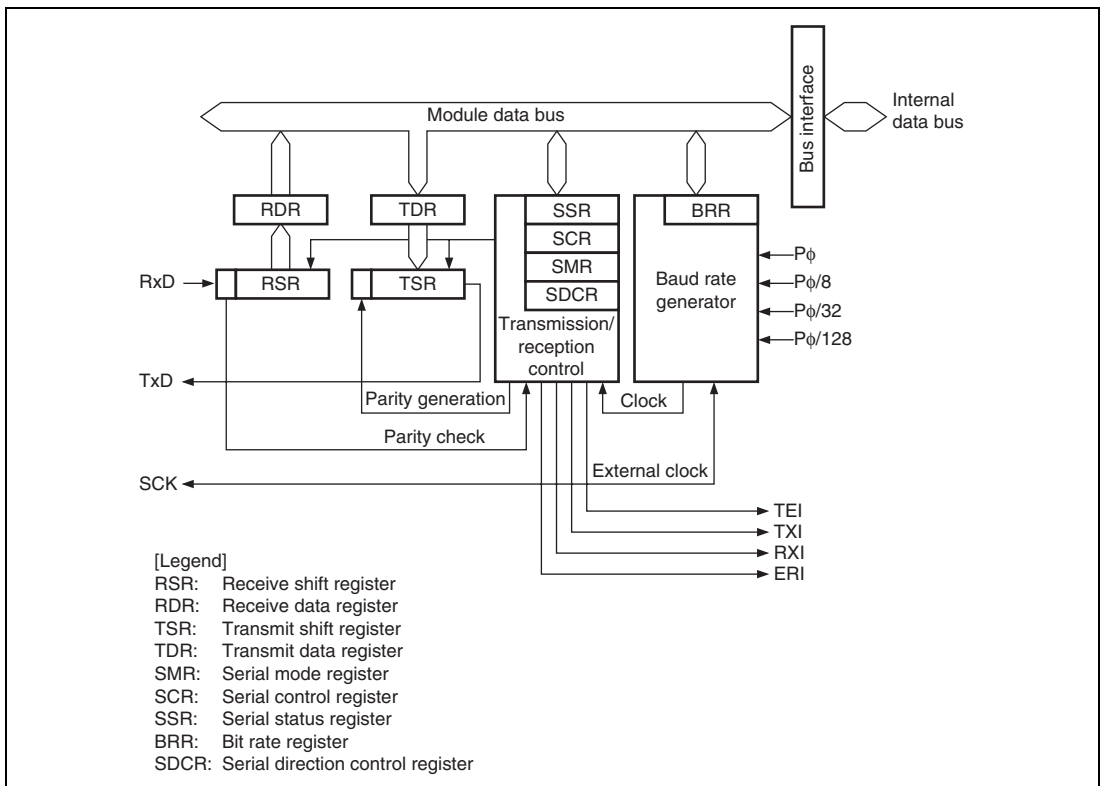 Module data bus
Bus interface
Internal
data bus
RDR
TDR
SSR
BRR
SCR
SMR
SDCR
RxD
RSR
TSR
Baud rate
generator
Pϕ
Pϕ/8
Pϕ/32
Pϕ/128
Transmission/
reception
control
TxD
Parity generation
Clock
Parity check
External clock
SCK
TEI
TXI
RXI
ERI
[Legend]
RSR: Receive shift register
RDR: Receive data register
TSR: Transmit shift register
TDR: Transmit data register
SMR: Serial mode register
SCR: Serial control register
SSR: Serial status register
BRR: Bit rate register
SDCR: Serial direction control register